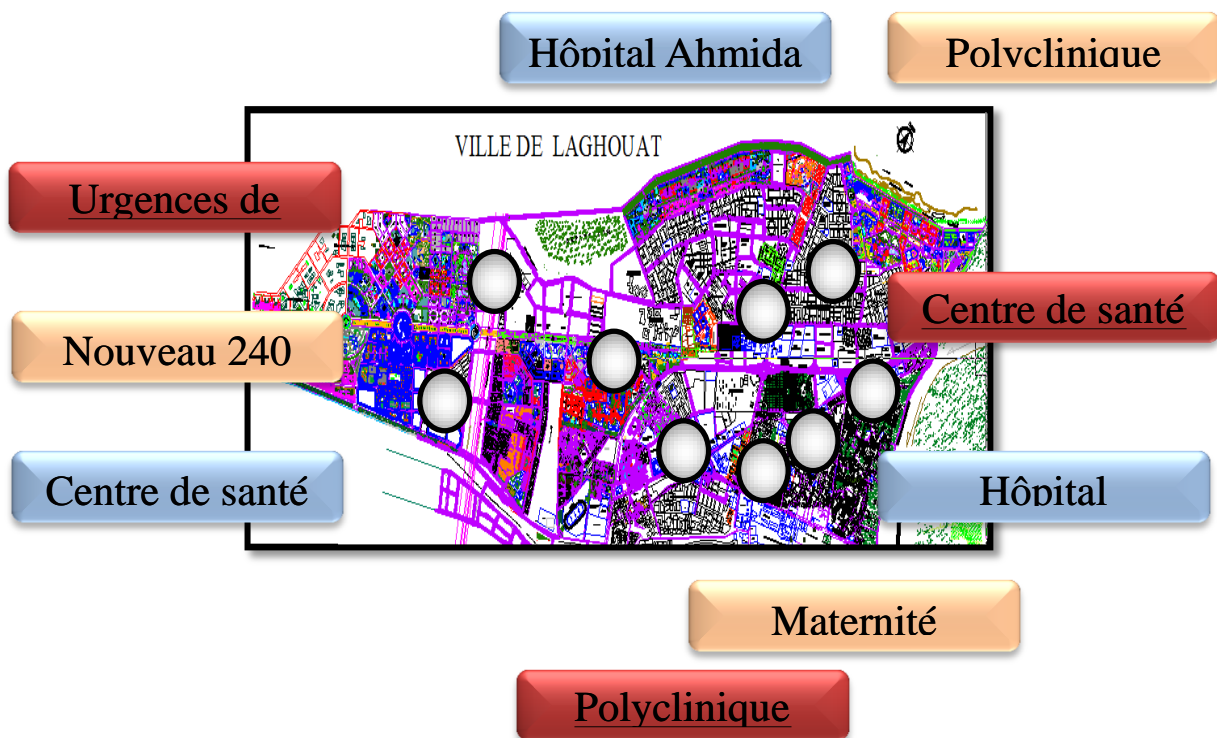 Hôpital Ahmida
Polyclinique
VILLE DE LAGHOUAT
Urgences de
Centre de santé
Nouveau 240
Centre de santé
Hôpital
Maternité
Polyclinique